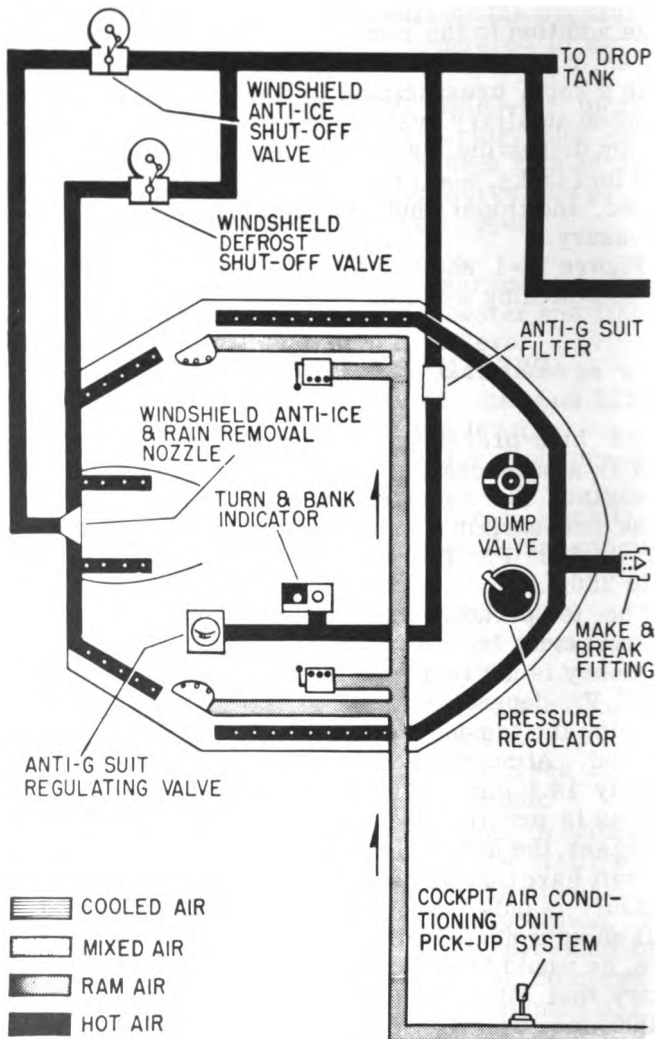 TO DROP
TANK
WINDSHIELD
ANTI-ICE
SHUT-OFF
VALVE
WINDSHIELD
DEFROST
SHUT-OFF VALVE
ANTI-G SUIT
FILTER
WINDSHIELD ANTI-ICE
& RAIN REMOVAL
NOZZLE
TURN & BANK
INDICATOR
DUMP
VALVE
MAKE &
BREAK
FITTING
PRESSURE
REGULATOR
ANTI-G SUIT
REGULATING VALVE
COOLED AIR
MIXED AIR
RAM AIR
HOT AIR
COCKPIT AIR CONDI-
TIONING UNIT
PICK-UP SYSTEM